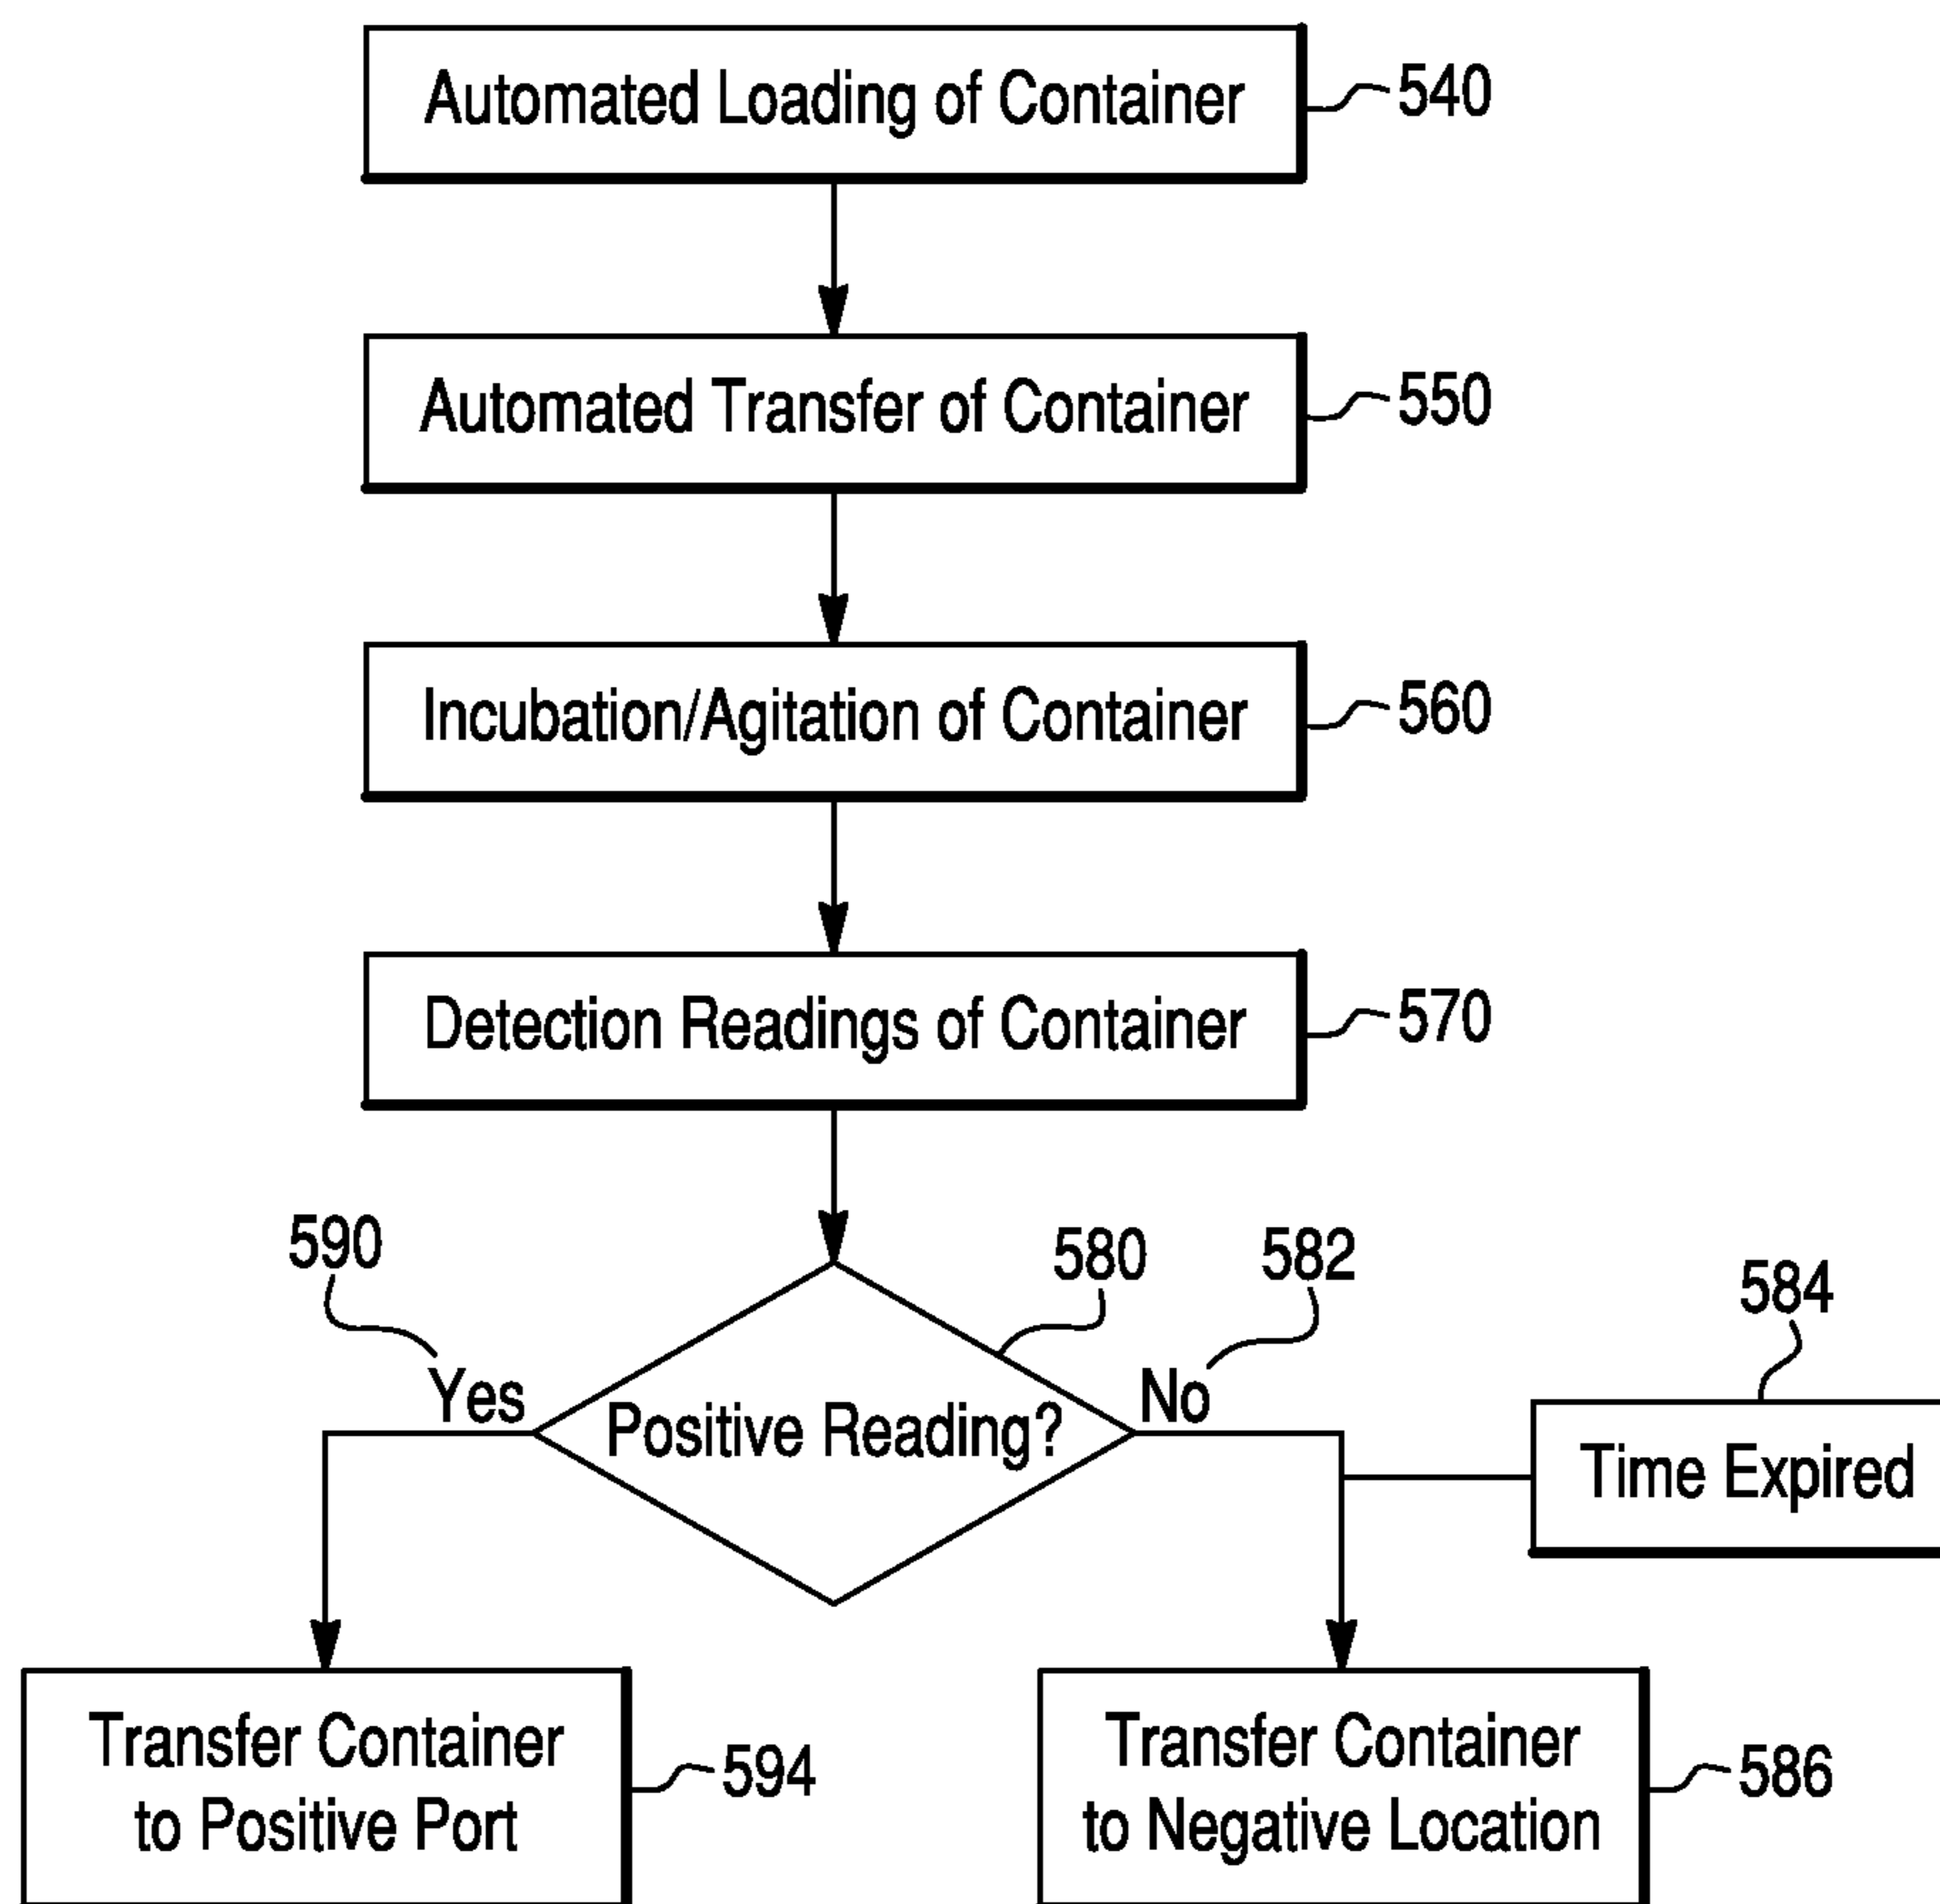 Automated Loading of Container
540
Automated Transfer of Container
550
Incubation/Agitation of Container
560
Detection Readings of Container
570
590
580
582
584
Yes
Positive Reading?
No
Time Expired
Transfer Container
to Positive Port
594
Transfer Container
to Negative Location
586